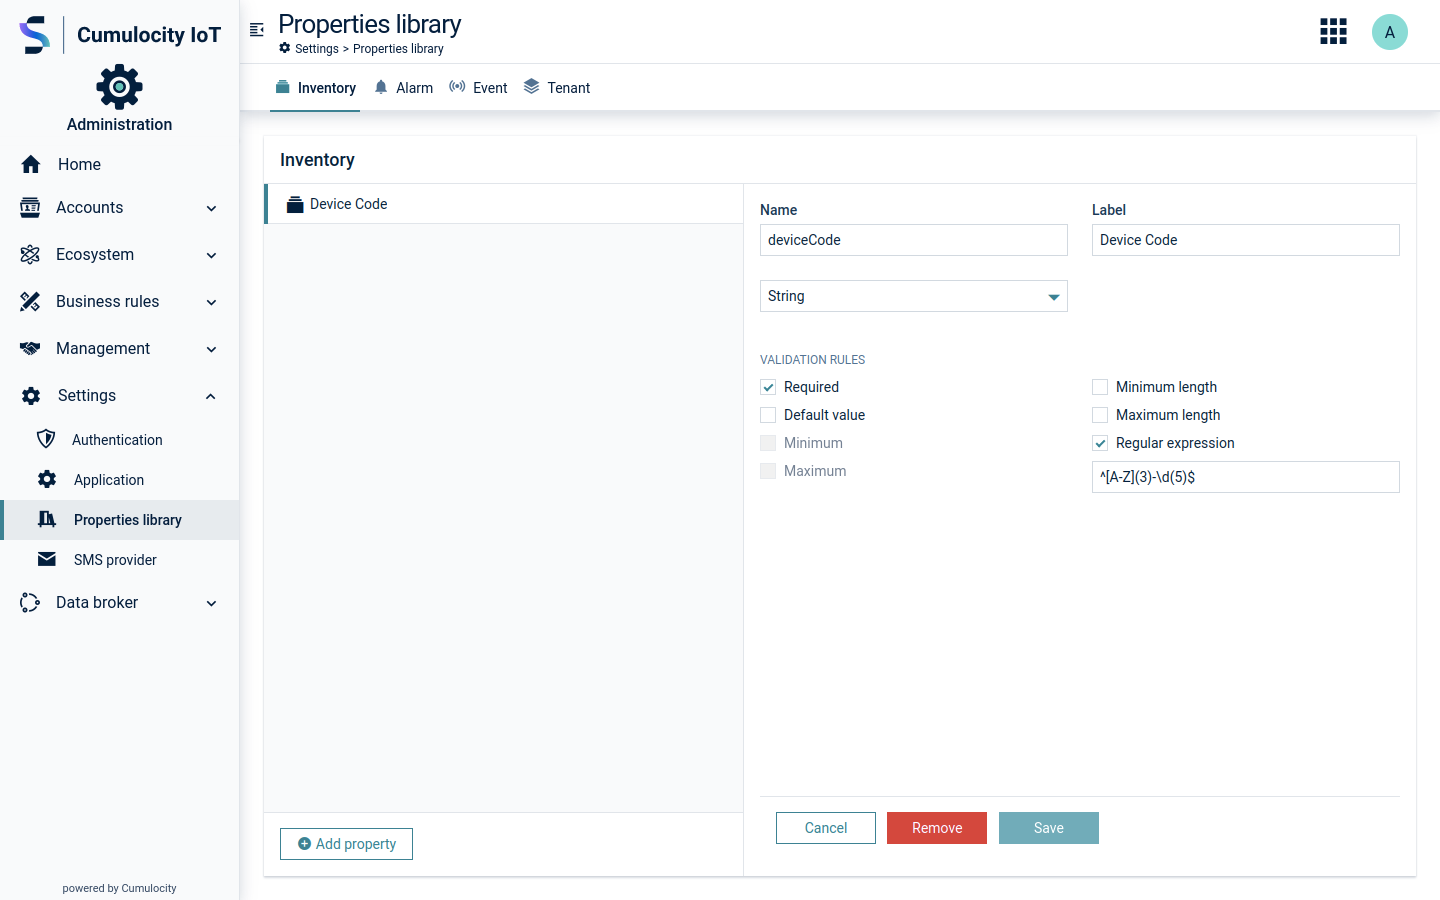 Cumulocity IoT
Administration
Home
Accounts
Ecosystem
Business rules
Management
Settings
Authentication
Application
Properties library
SMS provider
Data broker
powered by Cumulocity
Properties library
Settings > Properties library
A
Inventory
Alarm
Event
Tenant
Inventory
Device Code
Add property
Name
Label
deviceCode
Device Code
String
VALIDATION RULES
Required
Minimum length
Default value
Maximum length
Minimum
Regular expression
Maximum
^[A-Z](3)-\d(5)$
Cancel
Remove
Save